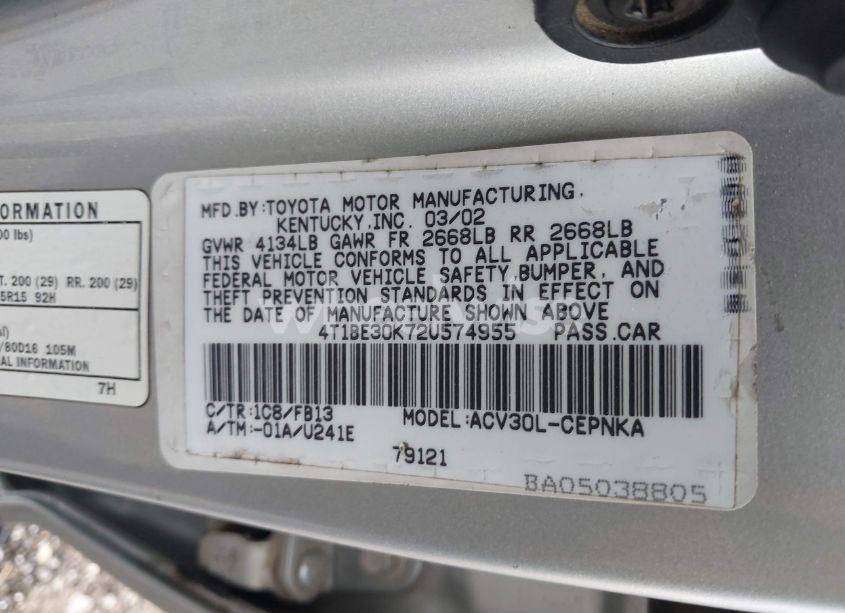 FORMATION
00 lbs)
T. 200 (29) RR. 200 (29)
5R15 92H
/80D16 105M
AL INFORMATION
7H
MFD.BY:TOYOTA MOTOR MANUFACTURING,
KENTUCKY,INC. 03/02
GVWR 4134LB GAWR FR 2668LB RR 2668LB
THIS VEHICLE CONFORMS TO ALL APPLICABLE
FEDERAL MOTOR VEHICLE SAFETY,BUMPER, AND
THEFT PREVENTION STANDARDS IN EFFECT ON
THE DATE OF MANUFACTURE SHOWN ABOVE
4T1BE30K72U574955 PASS.CAR
C/TR:1C8/FB13 MODEL:ACV30L-CEPNKA
A/TM:-01A/U241E
79121
BA05038805